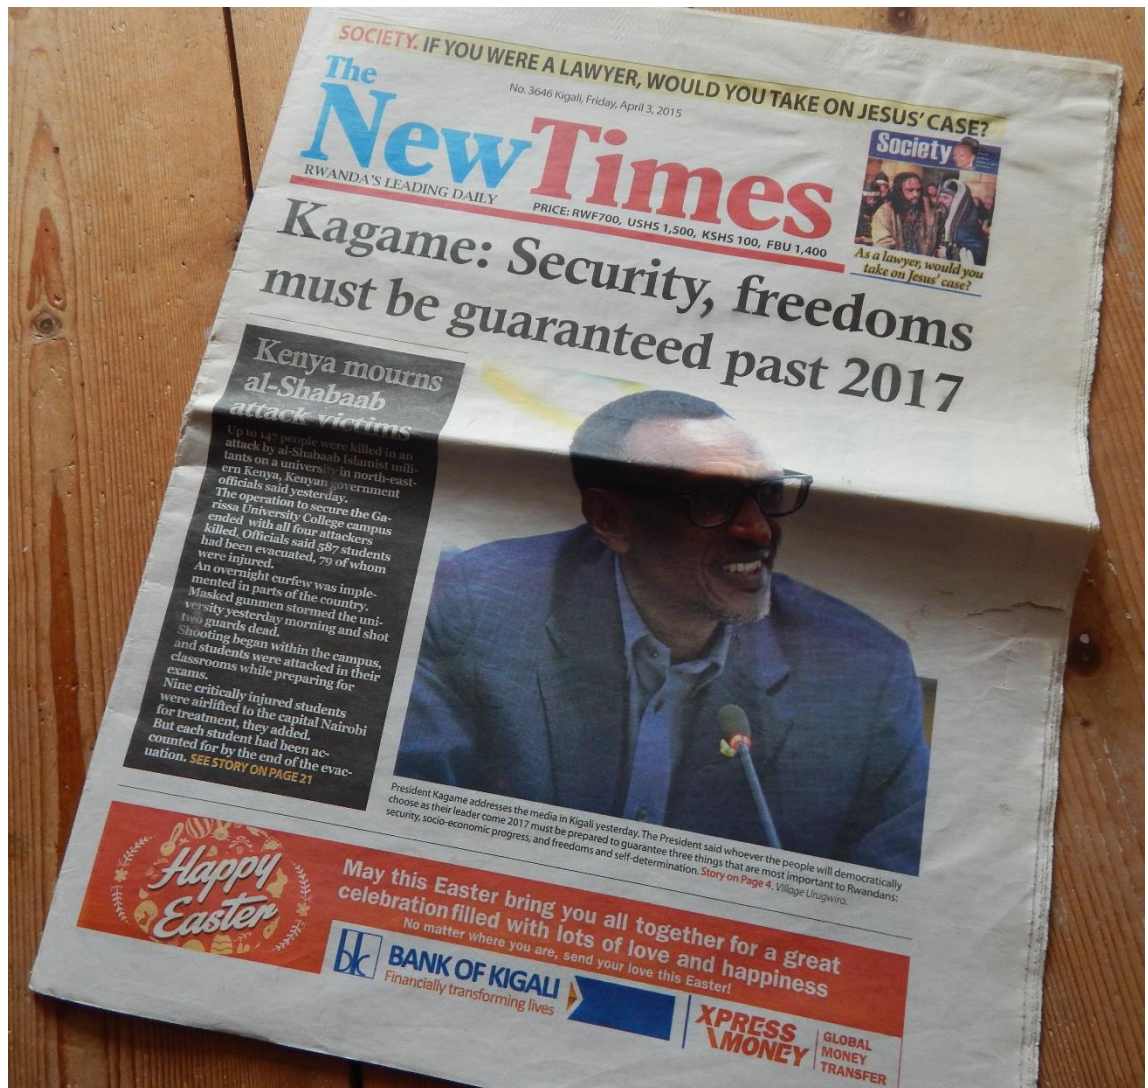 SOCIETY. IF YOU WERE A LAWYER, WOULD YOU TAKE ON JESUS' CASE?
No. 3646 Kigali, Friday, April 3, 2015
The
New Times
RWANDA'S LEADING DAILY
PRICE: RWF700, USHS 1,500, KSHS 100, FBU 1,400
Society
As a lawyer, would you
take on Jesus' case?
Kagame: Security, freedoms
must be guaranteed past 2017
Kenya mourns
al-Shabaab
attack victims
Up to 147 people were killed in an
attack by al-Shabaab Islamist mili-
tants on a university in north-east-
ern Kenya, Kenyan government
officials said yesterday.
The operation to secure the Ga-
rissa University College campus
ended with all four attackers
killed. Officials said 587 students
had been evacuated, 79 of whom
were injured.
An overnight curfew was imple-
mented in parts of the country.
Masked gunmen stormed the uni-
versity yesterday morning and shot
two guards dead.
Shooting began within the campus,
and students were attacked in their
classrooms while preparing for
exams.
Nine critically injured students
were airlifted to the capital Nairobi
for treatment, they added.
But each student had been ac-
counted for by the end of the evac-
uation. SEE STORY ON PAGE 21
President Kagame addresses the media in Kigali yesterday. The President said whoever the people will democratically
choose as their leader come 2017 must be prepared to guarantee three things that are most important to Rwandans:
security, socio-economic progress, and freedoms and self-determination. Story on Page 4. Village Urugwiro.
Happy
Easter
May this Easter bring you all together for a great
celebration filled with lots of love and happiness
No matter where you are, send your love this Easter!
bk
BANK OF KIGALI
Financially transforming lives
XPRESS
MONEY
GLOBAL
MONEY
TRANSFER